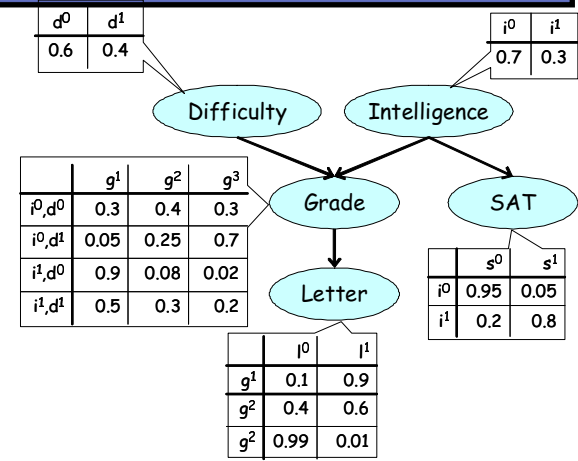 d⁰ d¹
0.6 0.4
i⁰ i¹
0.7 0.3
Difficulty
Intelligence
g¹ g² g³
i⁰,d⁰ 0.3 0.4 0.3
i⁰,d¹ 0.05 0.25 0.7
i¹,d⁰ 0.9 0.08 0.02
i¹,d¹ 0.5 0.3 0.2
Grade
SAT
s⁰ s¹
i⁰ 0.95 0.05
i¹ 0.2 0.8
Letter
l⁰ l¹
g¹ 0.1 0.9
g² 0.4 0.6
g² 0.99 0.01